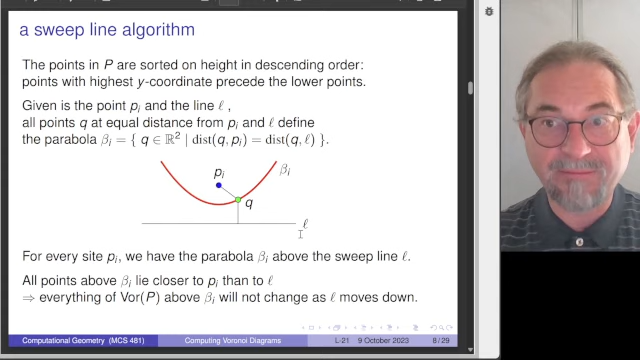 a sweep line algorithm
The points in P are sorted on height in descending order:
points with highest y-coordinate precede the lower points.
Given is the point pᵢ and the line ℓ ,
all points q at equal distance from pᵢ and ℓ define
the parabola βᵢ = { q ∈ ℝ² | dist(q, pᵢ) = dist(q, ℓ) }.
pᵢ
βᵢ
q
ℓ
For every site pᵢ, we have the parabola βᵢ above the sweep line ℓ.
All points above βᵢ lie closer to pᵢ than to ℓ
⇒ everything of Vor(P) above βᵢ will not change as ℓ moves down.
Computational Geometry (MCS 481) Computing Voronoi Diagrams L-21 9 October 2023 8 / 29